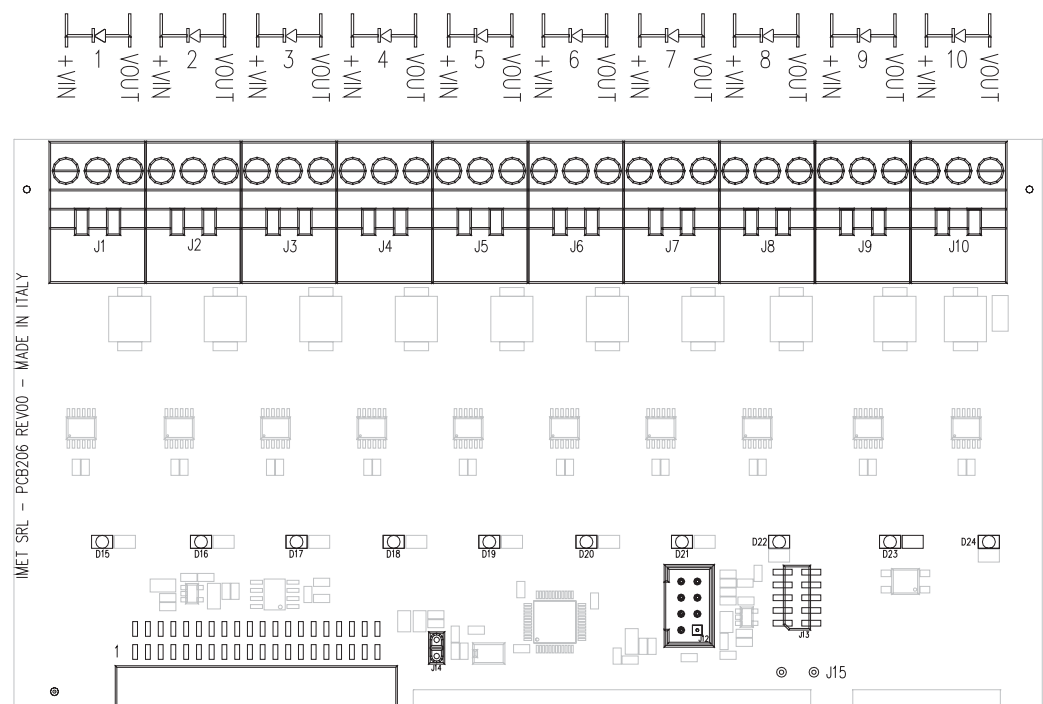 1 2 3 4 5 6 7 8 9 10
+VIN VOUT +VIN VOUT +VIN VOUT +VIN VOUT +VIN VOUT +VIN VOUT +VIN VOUT +VIN VOUT +VIN VOUT +VIN VOUT
J1 J2 J3 J4 J5 J6 J7 J8 J9 J10
IMET SRL - PCB206 REV00 - MADE IN ITALY
D15 D16 D17 D18 D19 D20 D21 D22 D23 D24
J12
J13
1
J14
J15